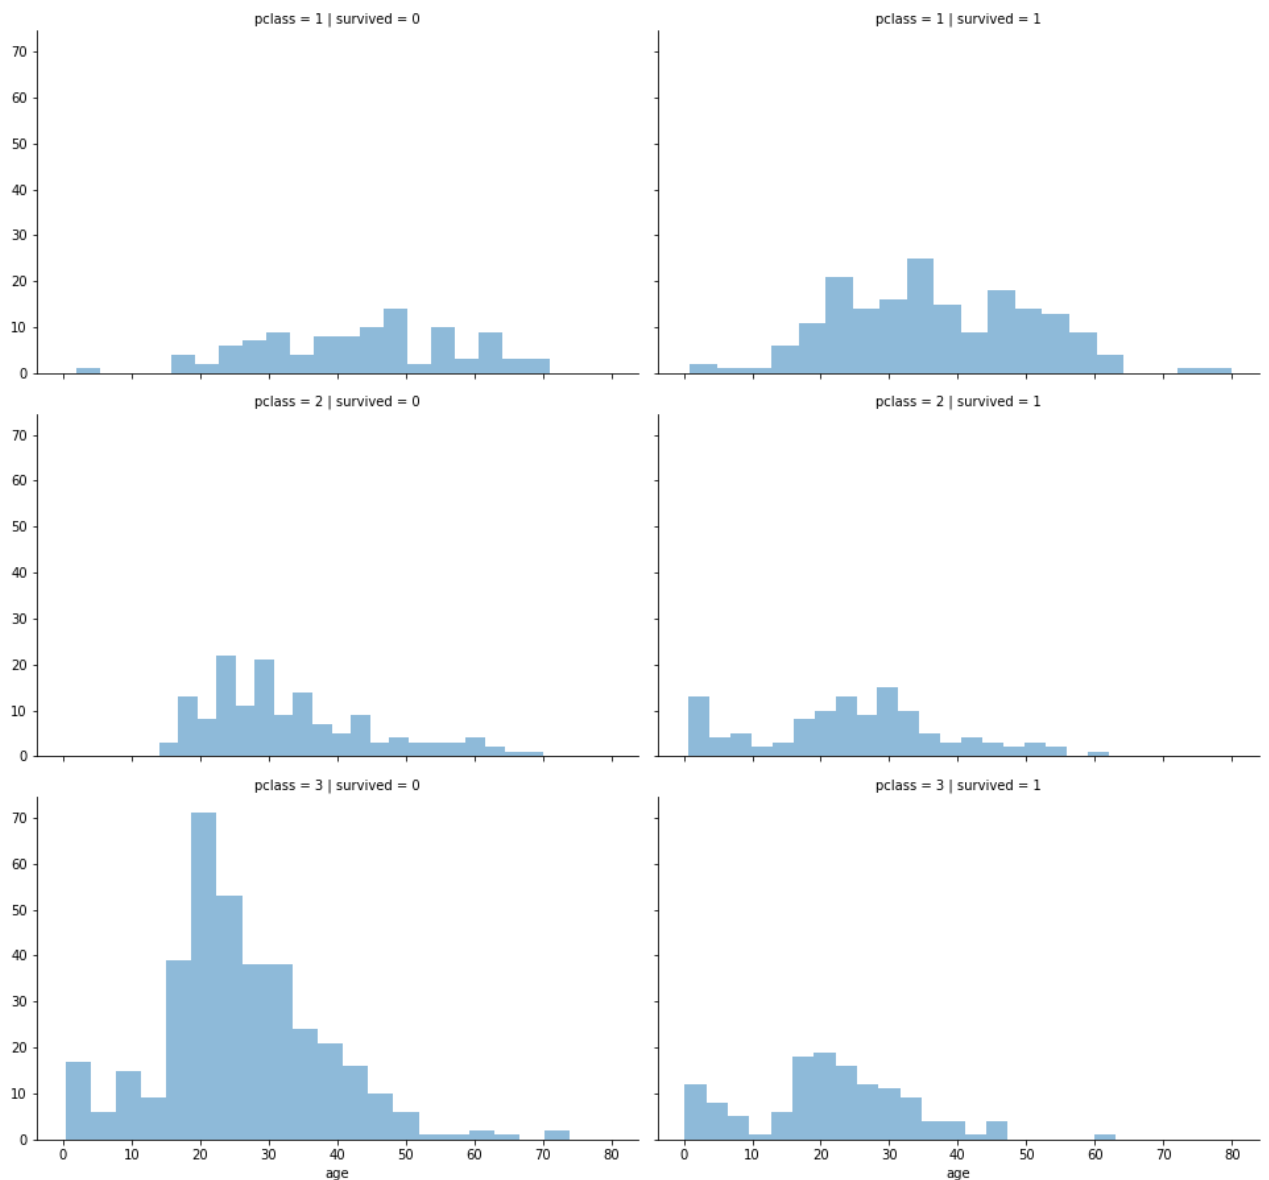 pclass = 1 | survived = 0
pclass = 1 | survived = 1
70
60
50
40
30
20
10
0
pclass = 2 | survived = 0
pclass = 2 | survived = 1
70
60
50
40
30
20
10
0
pclass = 3 | survived = 0
pclass = 3 | survived = 1
70
60
50
40
30
20
10
0
0 10 20 30 40 50 60 70 80
0 10 20 30 40 50 60 70 80
age
age